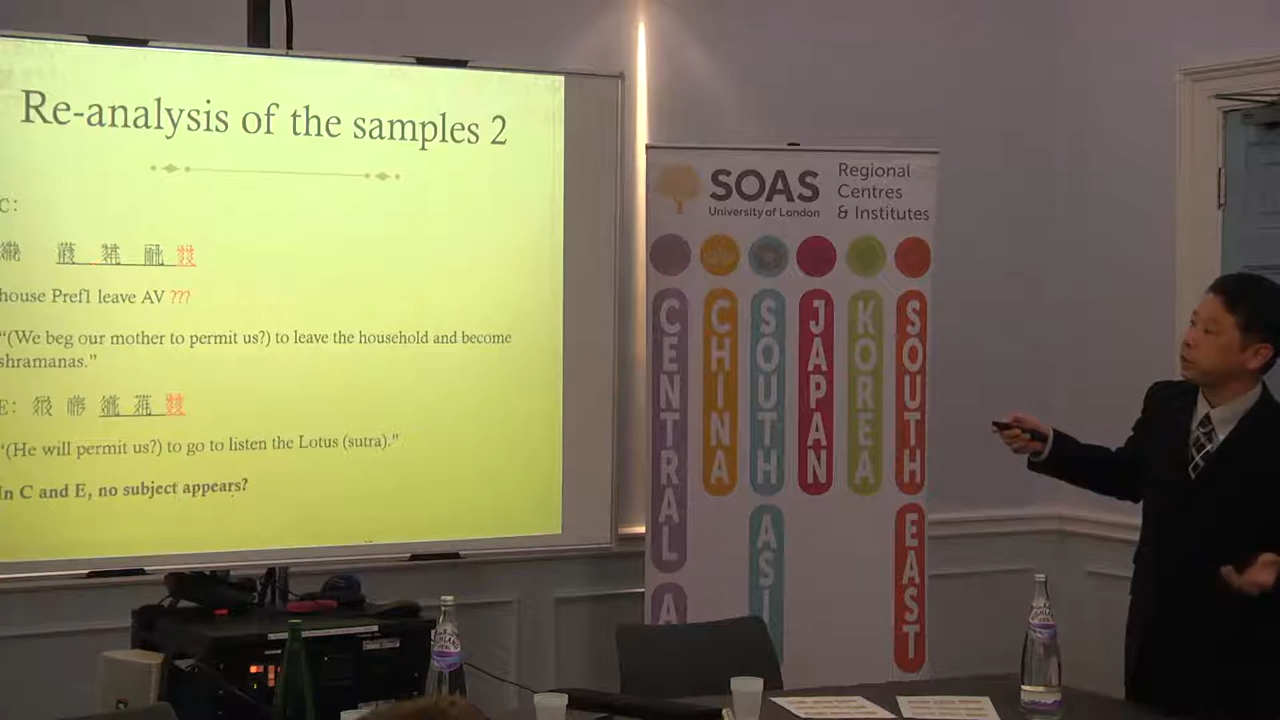 Re-analysis of the samples 2
C:
house Pref1 leave AV ???
“(We beg our mother to permit us?) to leave the household and become
shramanas.”
E:
“(He will permit us?) to go to listen the Lotus (sutra).”
In C and E, no subject appears?
SOAS
University of London
Regional
Centres
& Institutes
CENTRAL A
CHINA
SOUTH ASI
JAPAN
KOREA
SOUTH EAST